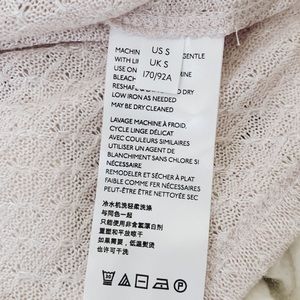 US S
UK S
170/92A
MACHIN GENTLE
WITH LI
USE ON
BLEACH
RESHAF DRY
LOW IRON AS NEEDED
MAY BE DRY CLEANED
LAVAGE MACHINE À FROID,
CYCLE LINGE DÉLICAT
AVEC COULEURS SIMILAIRES
UTILISER UN AGENT DE
BLANCHIMENT SANS CHLORE SI
NÉCESSAIRE
REMODELER ET SÉCHER À PLAT
FAIBLE COMME FER NÉCESSAIRES
PEUT-ÊTRE ÊTRE NETTOYÉE SEC
冷水机洗轻柔洗涤
与同色一起
只能使用非含氯漂白剂
重塑和平放晾干
如果需要,低温熨烫
也许可干洗
30
P